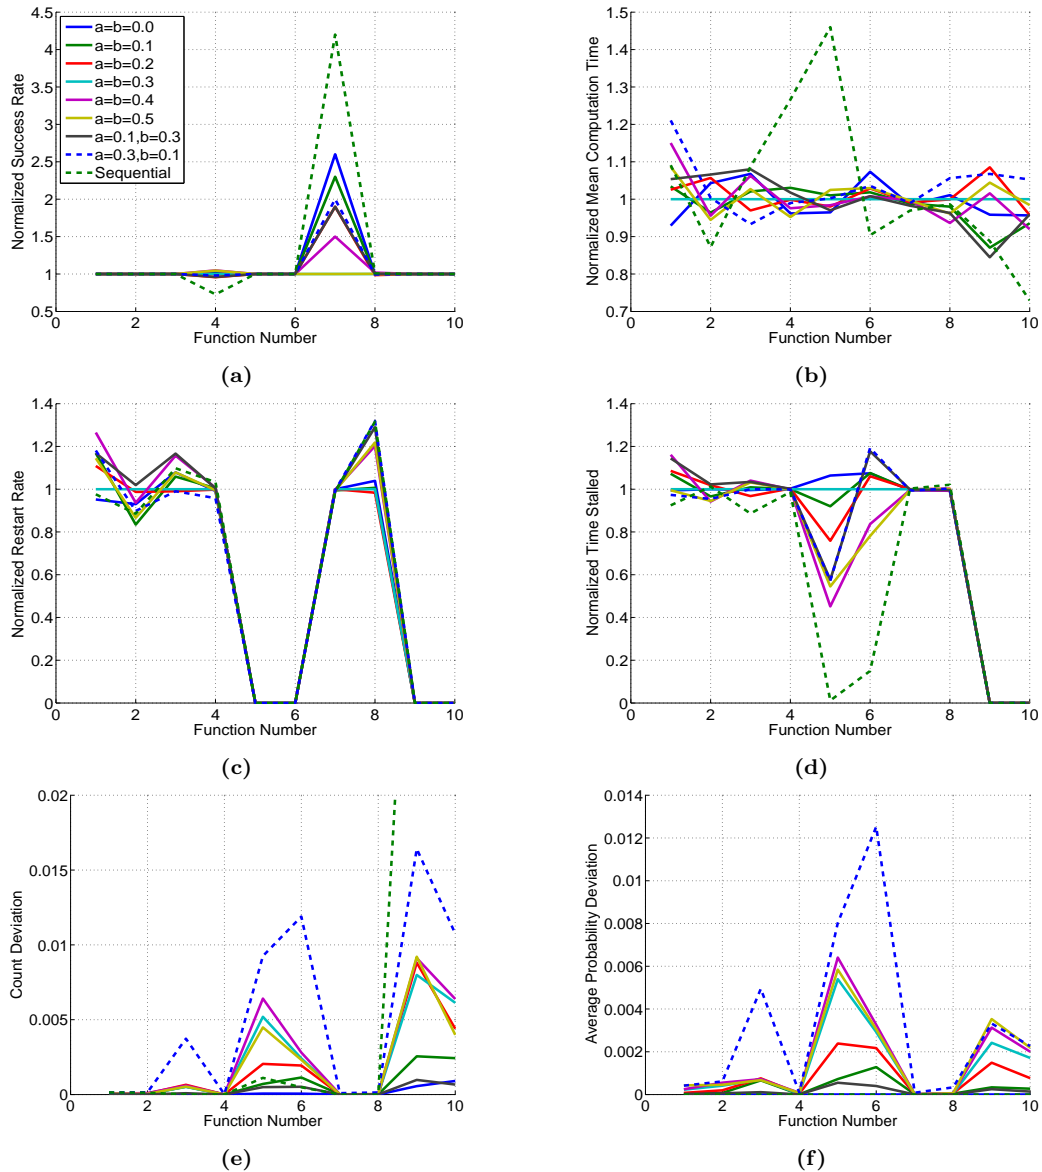 4.5
4
3.5
3
2.5
2
1.5
1
0.5
0 2 4 6 8 10
Normalized Success Rate
Function Number
a=b=0.0
a=b=0.1
a=b=0.2
a=b=0.3
a=b=0.4
a=b=0.5
a=0.1,b=0.3
a=0.3,b=0.1
Sequential
(a)
1.5
1.4
1.3
1.2
1.1
1
0.9
0.8
0.7
0 2 4 6 8 10
Normalized Mean Computation Time
Function Number
(b)
1.4
1.2
1
0.8
0.6
0.4
0.2
0
0 2 4 6 8 10
Normalized Restart Rate
Function Number
(c)
1.4
1.2
1
0.8
0.6
0.4
0.2
0
0 2 4 6 8 10
Normalized Time Stalled
Function Number
(d)
0.02
0.015
0.01
0.005
0
0 2 4 6 8 10
Count Deviation
Function Number
(e)
0.014
0.012
0.01
0.008
0.006
0.004
0.002
0
0 2 4 6 8 10
Average Probability Deviation
Function Number
(f)